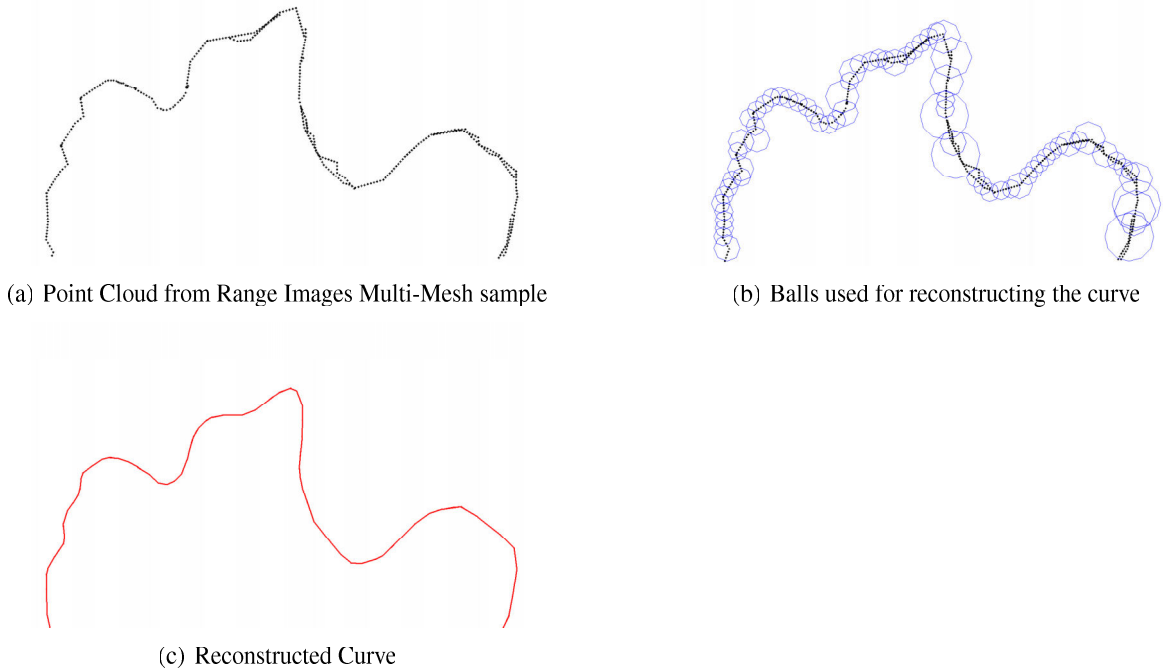 (a) Point Cloud from Range Images Multi-Mesh sample
(b) Balls used for reconstructing the curve
(c) Reconstructed Curve